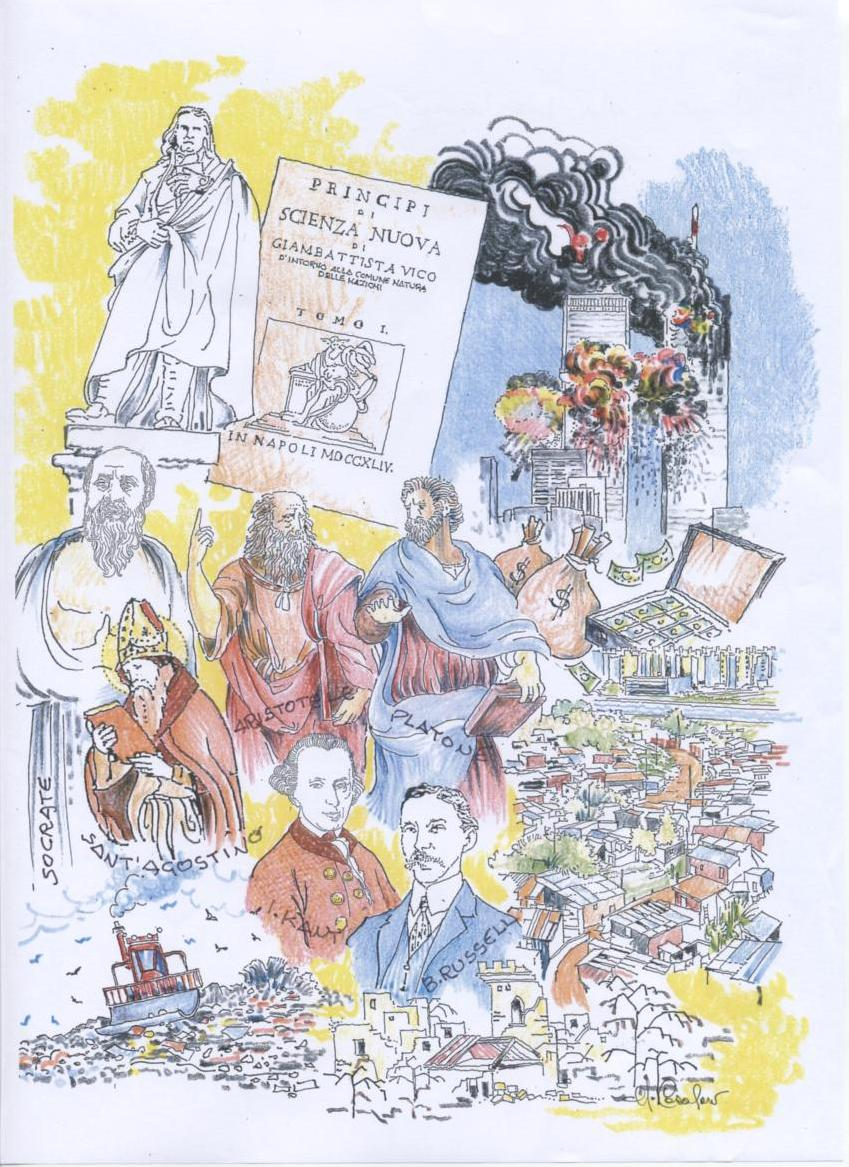 PRINCIPI
DI
SCIENZA NUOVA
DI
GIAMBATTISTA VICO
D'INTORNO ALLA COMUNE NATURA
DELLE NAZIONI
TOMO I.
IN NAPOLI MDCCXLIV.
$
$
ARISTOTELE
PLATONE
SOCRATE
SANT'AGOSTINO
I. KANT
B. RUSSELL